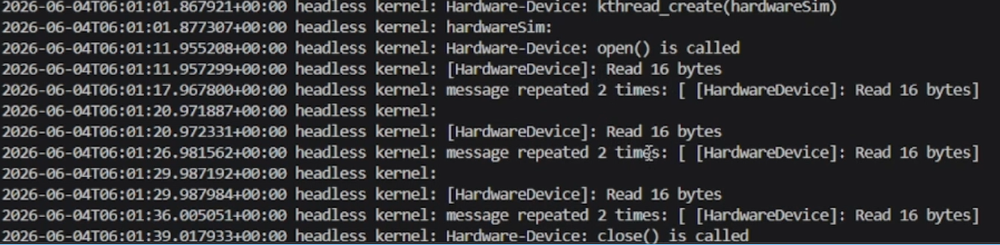 2026-06-04T06:01:01.867921+00:00 headless kernel: Hardware-Device: kthread_create(hardwareSim)
2026-06-04T06:01:01.877307+00:00 headless kernel: hardwareSim:
2026-06-04T06:01:11.955208+00:00 headless kernel: Hardware-Device: open() is called
2026-06-04T06:01:11.957299+00:00 headless kernel: [HardwareDevice]: Read 16 bytes
2026-06-04T06:01:17.967800+00:00 headless kernel: message repeated 2 times: [ [HardwareDevice]: Read 16 bytes]
2026-06-04T06:01:20.971887+00:00 headless kernel:
2026-06-04T06:01:20.972331+00:00 headless kernel: [HardwareDevice]: Read 16 bytes
2026-06-04T06:01:26.981562+00:00 headless kernel: message repeated 2 times: [ [HardwareDevice]: Read 16 bytes]
2026-06-04T06:01:29.987192+00:00 headless kernel:
2026-06-04T06:01:29.987984+00:00 headless kernel: [HardwareDevice]: Read 16 bytes
2026-06-04T06:01:36.005051+00:00 headless kernel: message repeated 2 times: [ [HardwareDevice]: Read 16 bytes]
2026-06-04T06:01:39.017933+00:00 headless kernel: Hardware-Device: close() is called